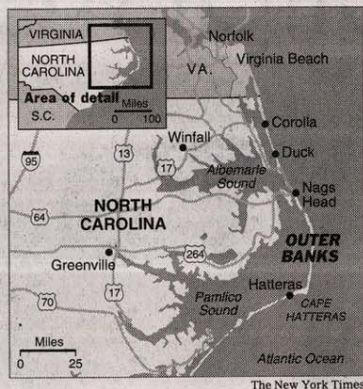 VIRGINIA
NORTH
CAROLINA
Area of detail
S.C.
Miles
0 100
Norfolk
Virginia Beach
VA.
Corolla
Winfall
13
Duck
95
17
Albemarle
Sound
Nags
Head
64
NORTH
CAROLINA
OUTER
BANKS
264
Greenville
Hatteras
70
17
Pamlico
Sound
CAPE
HATTERAS
Miles
0 25
Atlantic Ocean
The New York Times